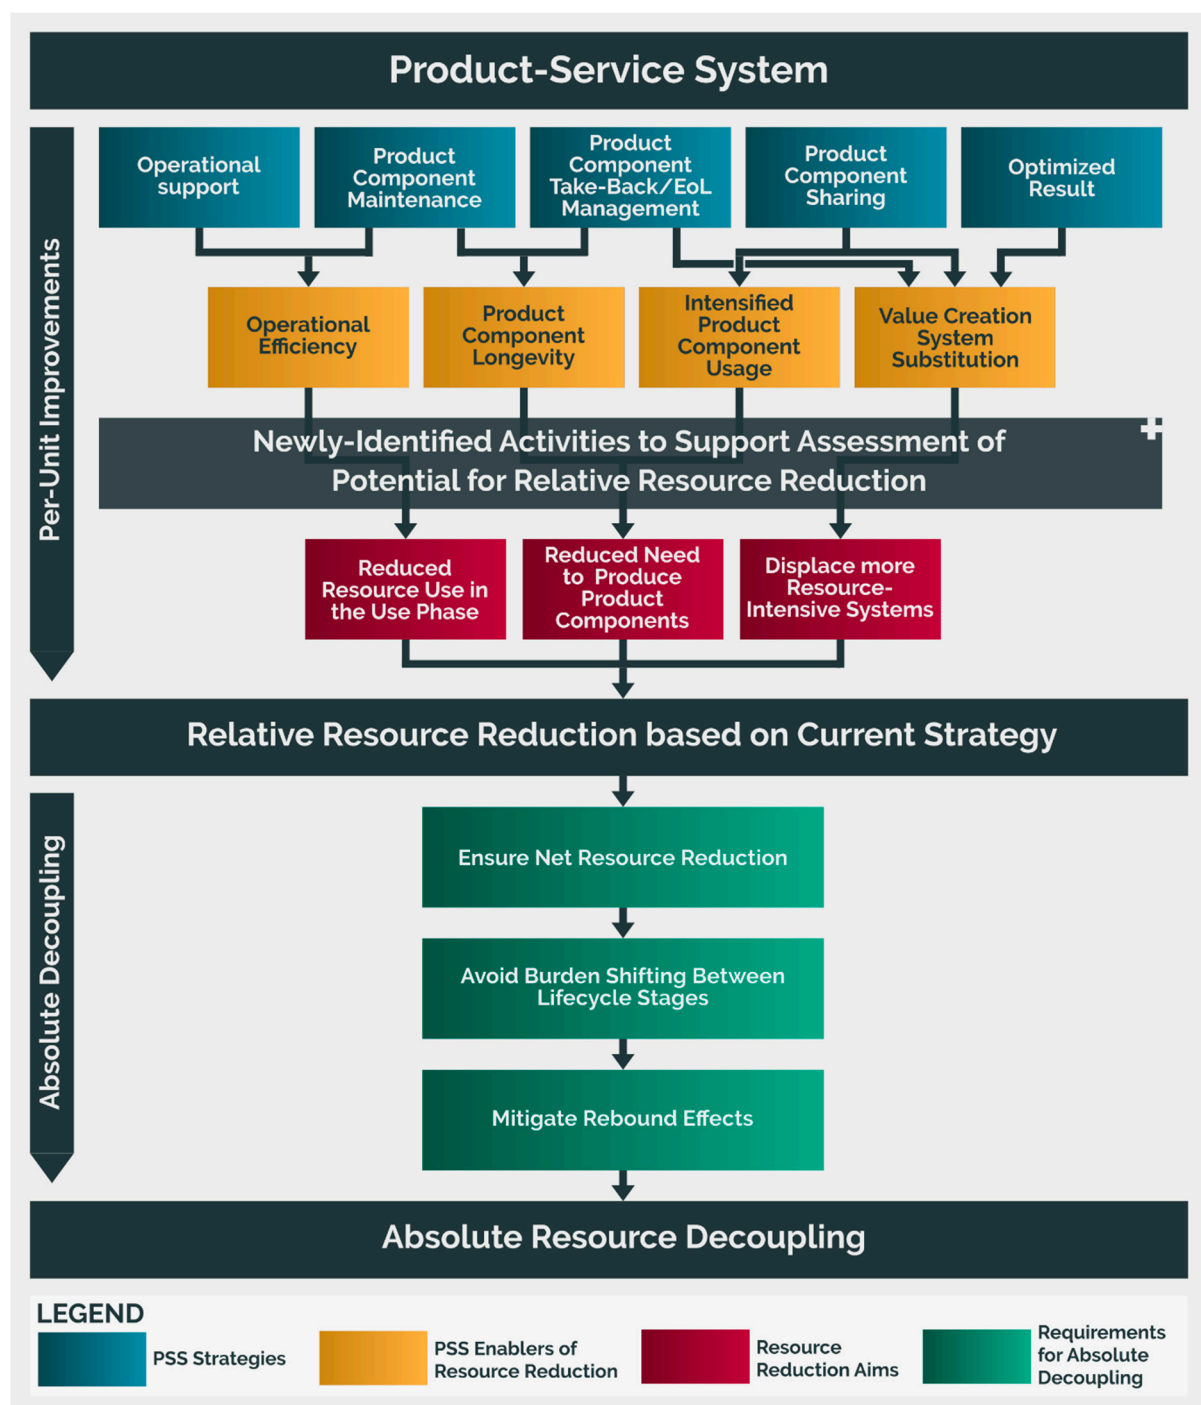 Product-Service System
Per-Unit Improvements
Operational
support
Product
Component
Maintenance
Product
Component
Take-Back/EoL
Management
Product
Component
Sharing
Optimized
Result
Operational
Efficiency
Product
Component
Longevity
Intensified
Product
Component
Usage
Value Creation
System
Substitution
Newly-Identified Activities to Support Assessment of
Potential for Relative Resource Reduction
Reduced
Resource Use in
the Use Phase
Reduced Need
to Produce
Product
Components
Displace more
Resource-
Intensive Systems
Relative Resource Reduction based on Current Strategy
Absolute Decoupling
Ensure Net Resource Reduction
Avoid Burden Shifting Between
Lifecycle Stages
Mitigate Rebound Effects
Absolute Resource Decoupling
LEGEND
PSS Strategies
PSS Enablers of
Resource Reduction
Resource
Reduction Aims
Requirements
for Absolute
Decoupling